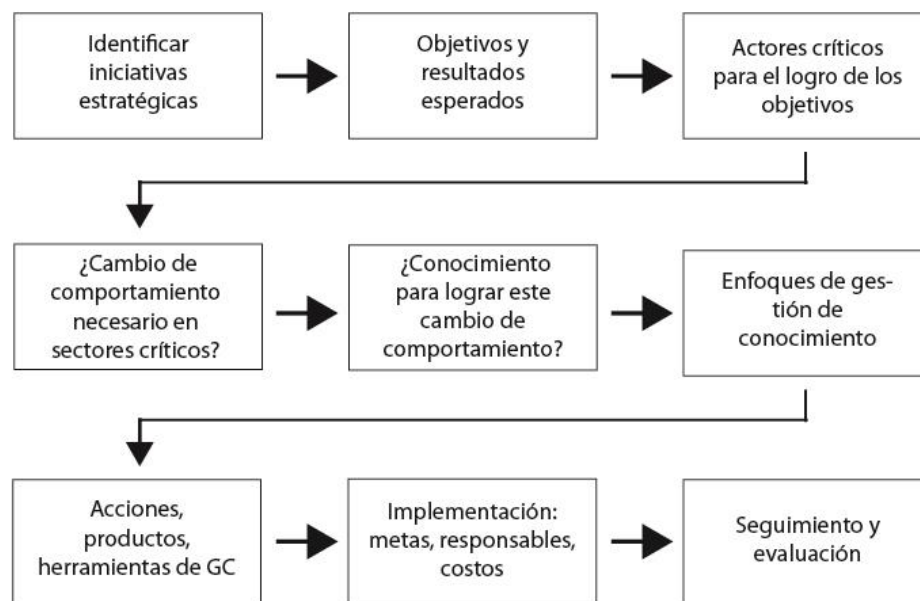 Identificar
iniciativas
estratégicas
Objetivos y
resultados
esperados
Actores críticos
para el logro de los
objetivos
¿Cambio de
comportamiento
necesario en
sectores críticos?
¿Conocimiento
para lograr este
cambio de
comportamiento?
Enfoques de ges-
tión de
conocimiento
Acciones,
productos,
herramientas de GC
Implementación:
metas, responsables,
costos
Seguimiento y
evaluación